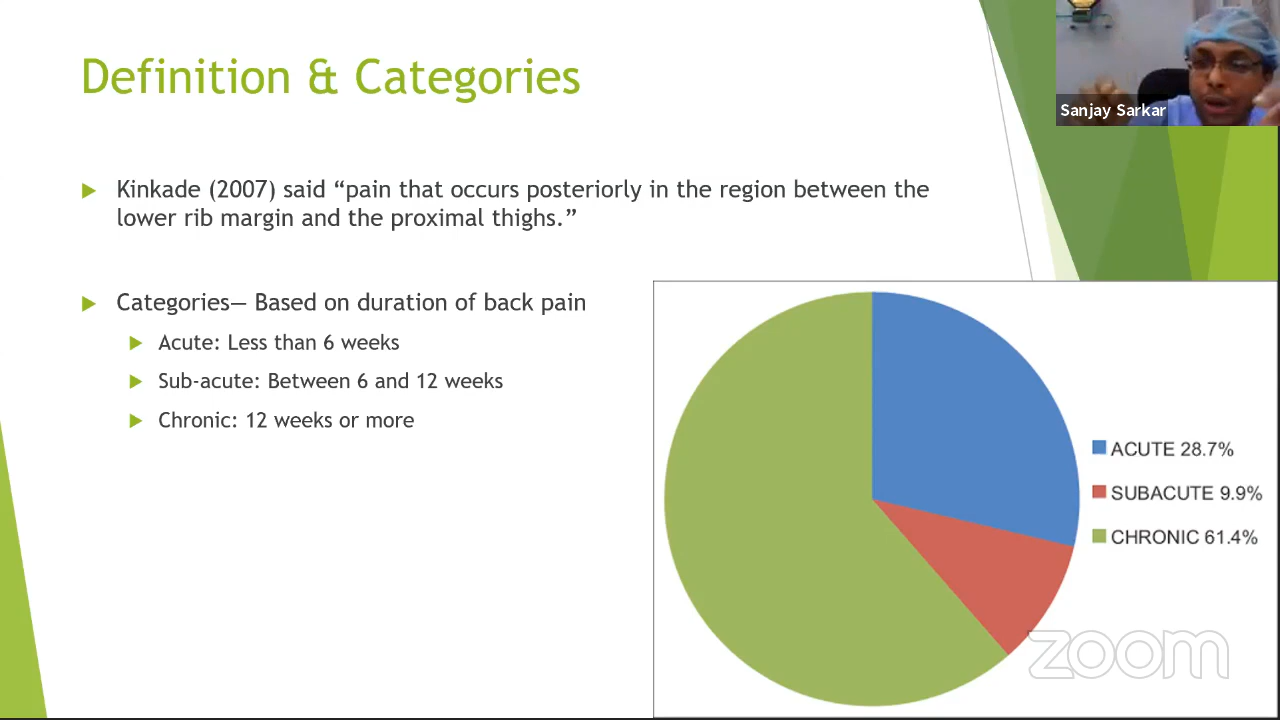 Definition & Categories
Sanjay Sarkar
Kinkade (2007) said “pain that occurs posteriorly in the region between the
lower rib margin and the proximal thighs.”
Categories— Based on duration of back pain
Acute: Less than 6 weeks
Sub-acute: Between 6 and 12 weeks
Chronic: 12 weeks or more
ACUTE 28.7%
SUBACUTE 9.9%
CHRONIC 61.4%
zoom